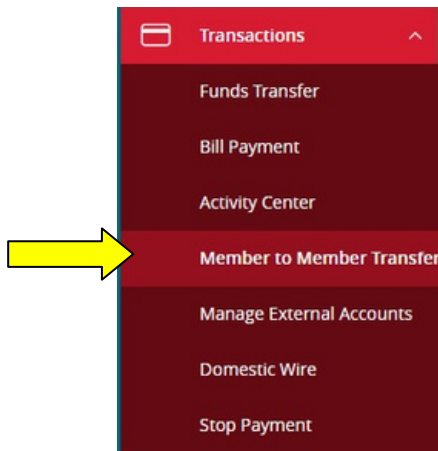 Transactions
Funds Transfer
Bill Payment
Activity Center
Member to Member Transfer
Manage External Accounts
Domestic Wire
Stop Payment